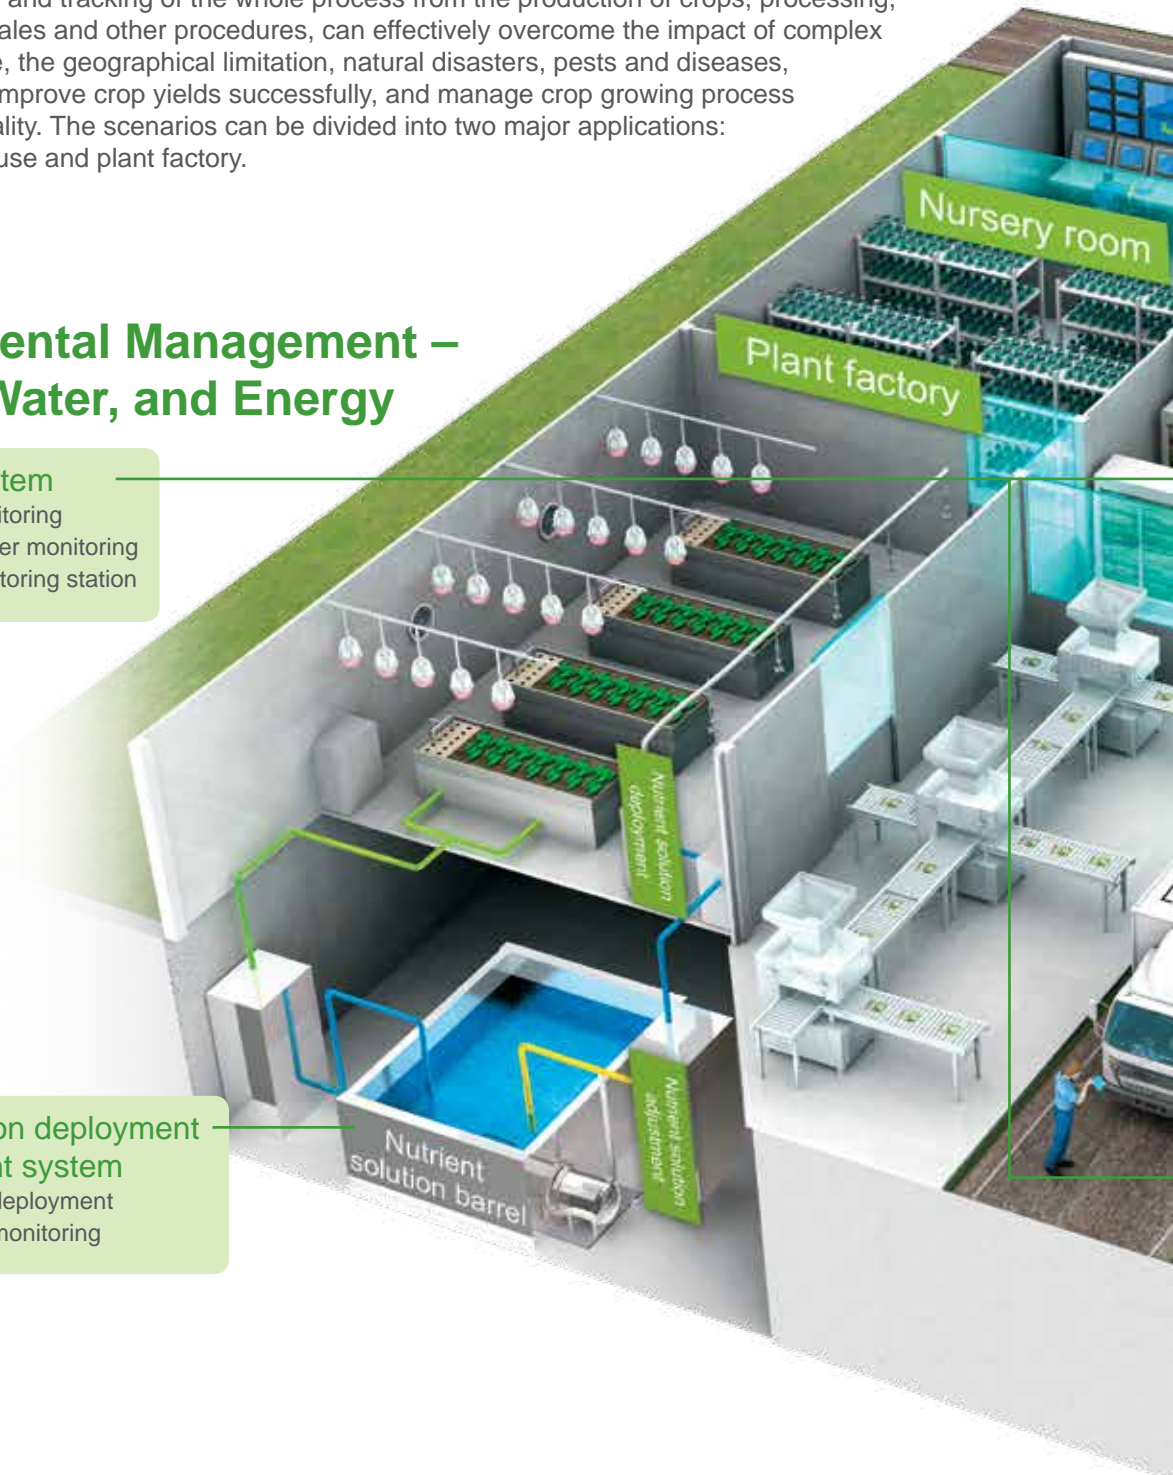 and tracking of the whole process from the production of crops, processing,
ales and other procedures, can effectively overcome the impact of complex
e, the geographical limitation, natural disasters, pests and diseases,
improve crop yields successfully, and manage crop growing process
ality. The scenarios can be divided into two major applications:
use and plant factory.
Nursery room
Plant factory
ental Management –
Water, and Energy
tem
itoring
er monitoring
toring station
Nutrient solution
deployment
on deployment
nt system
deployment
monitoring
Nutrient
solution barrel
Nutrient solution
adjustment